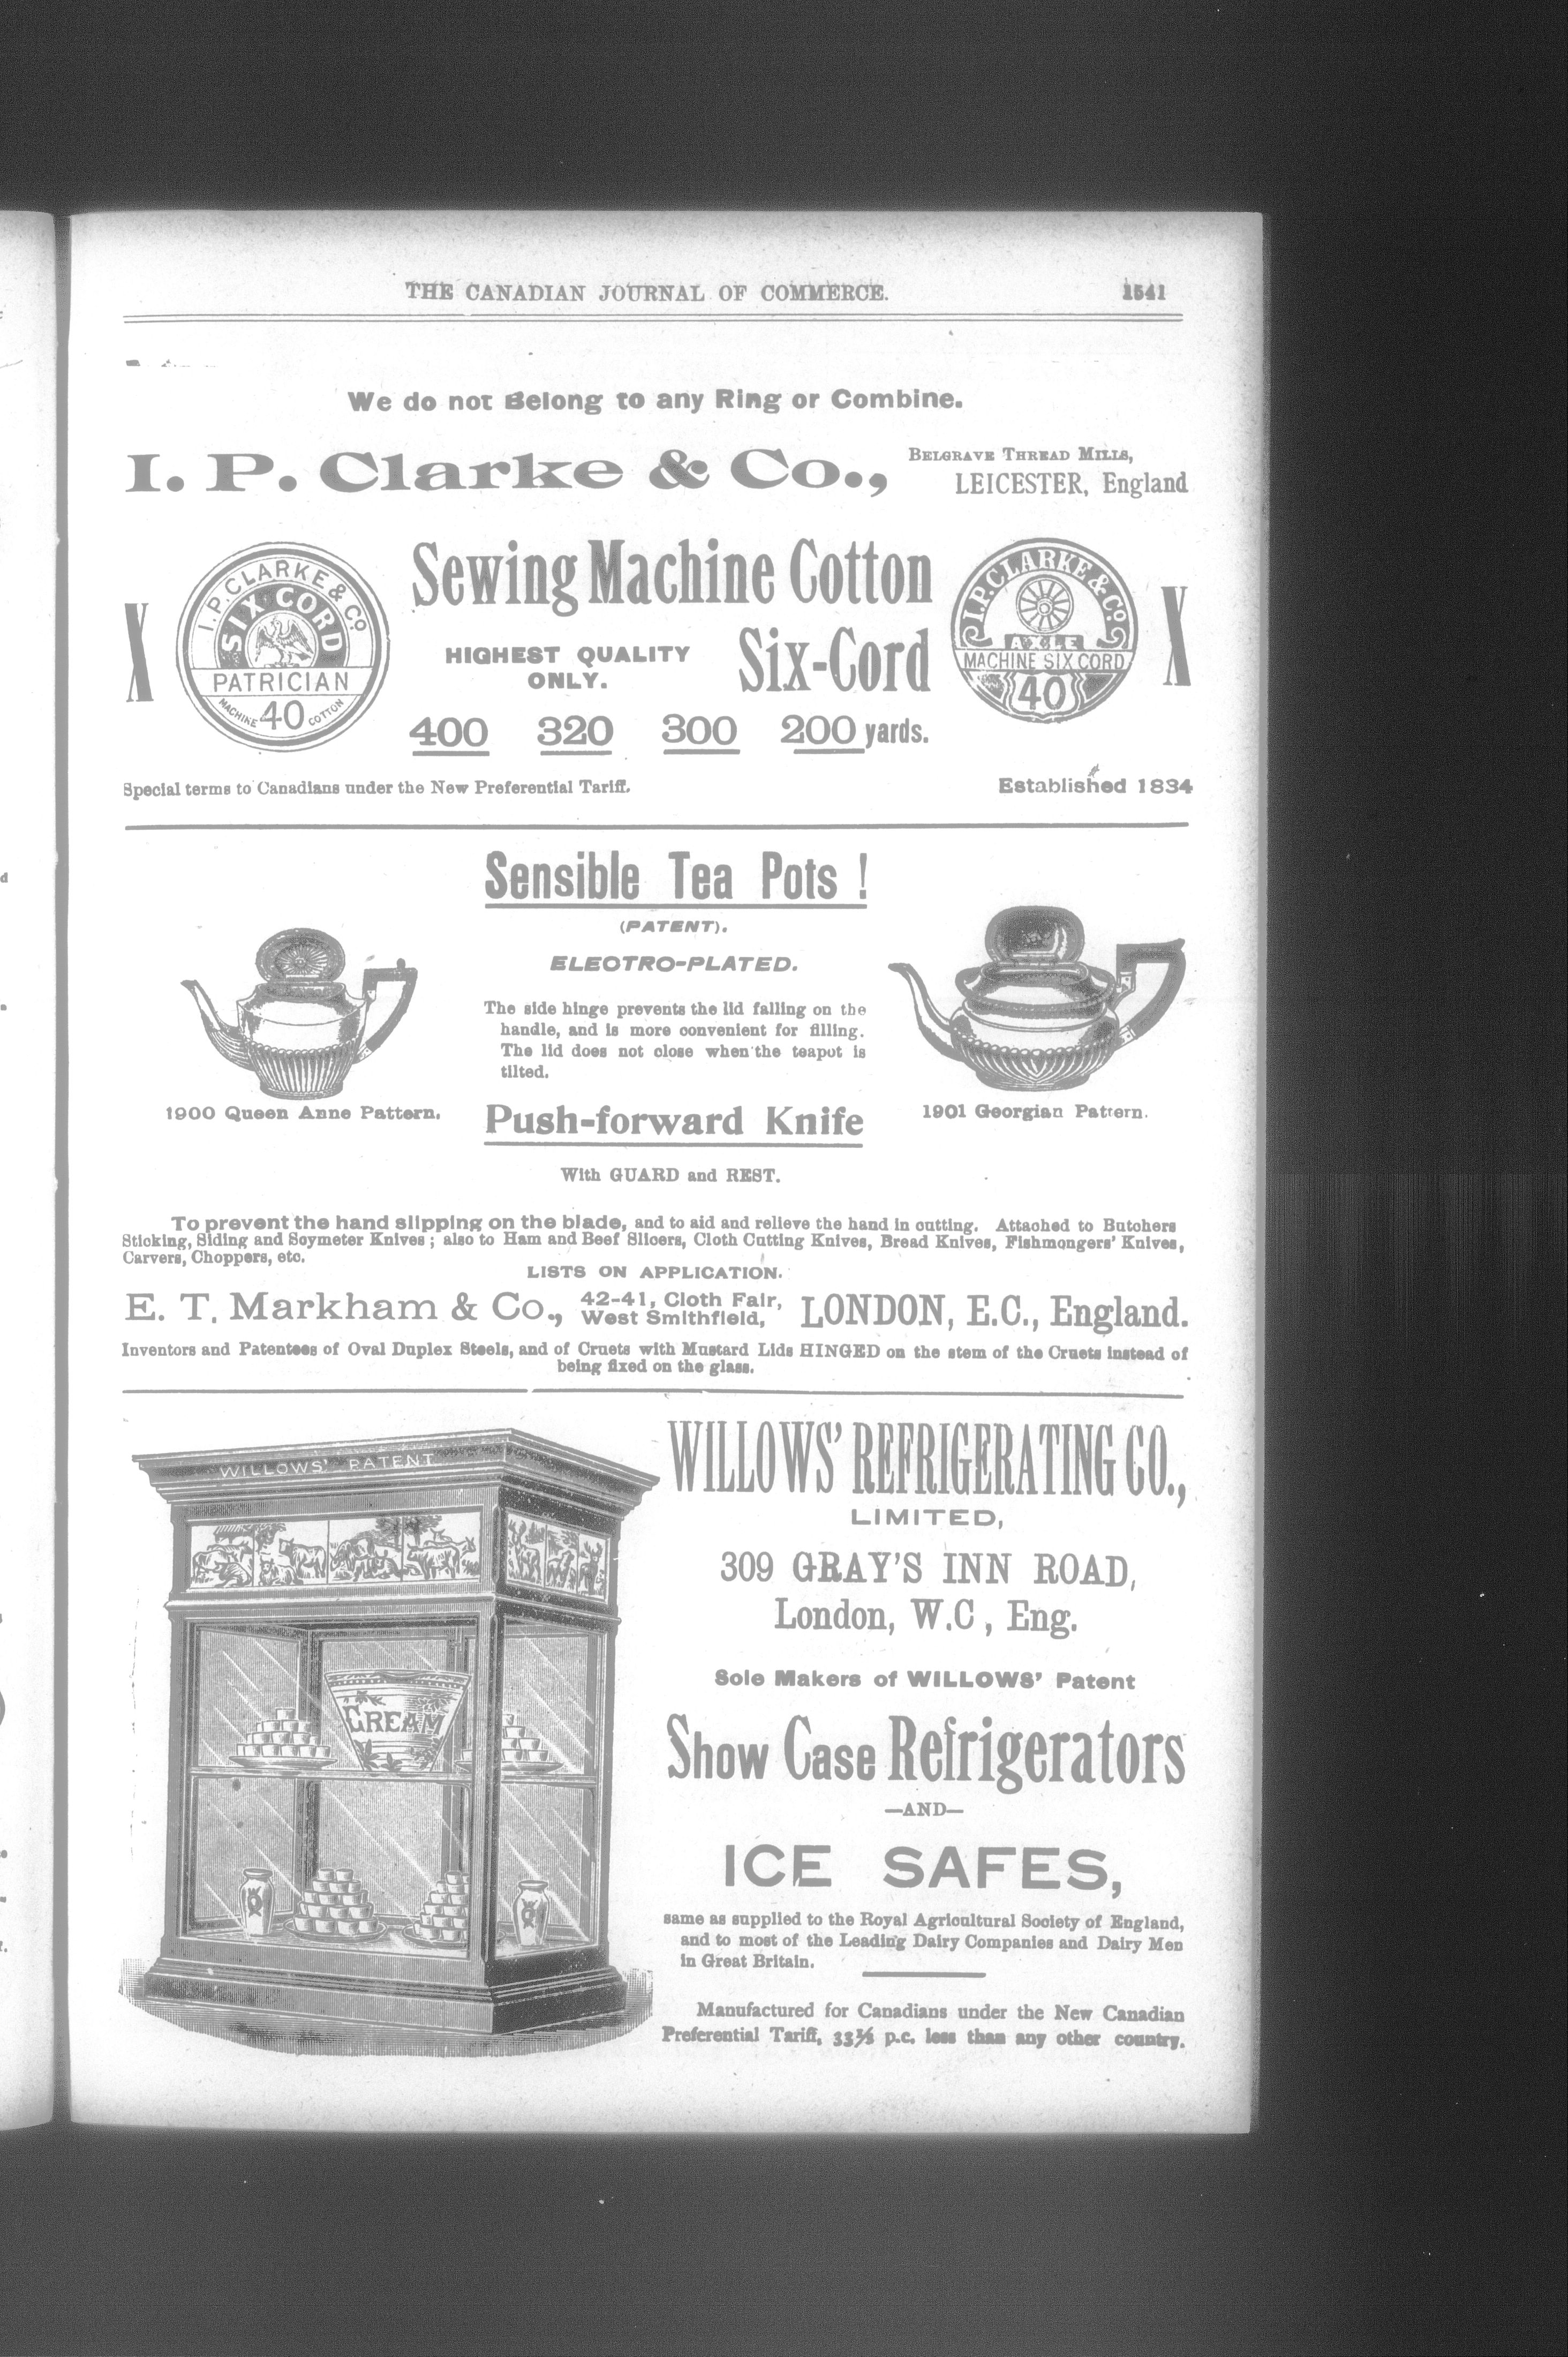 THE CANADIAN JOURNAL OF COMMERCE. 1541
We do not Belong to any Ring or Combine.
I. P. Clarke & Co., BELGRAVE THREAD MILLS,
LEICESTER, England
X
I. P. CLARKE & CO
SIX CORD
PATRICIAN
MACHINE 40 COTTON
Sewing Machine Cotton
HIGHEST QUALITY
ONLY.
Six-Cord
400 320 300 200 yards.
I.P. CLARKE & CO.
AXLE
MACHINE SIX CORD
40
X
Special terms to Canadians under the New Preferential Tariff. Established 1834
Sensible Tea Pots !
(PATENT).
ELECTRO-PLATED.
The side hinge prevents the lid falling on the
handle, and is more convenient for filling.
The lid does not close when the teapot is
tilted.
1900 Queen Anne Pattern.
1901 Georgian Pattern.
Push-forward Knife
With GUARD and REST.
To prevent the hand slipping on the blade, and to aid and relieve the hand in cutting. Attached to Butchers
Sticking, Siding and Soymeter Knives ; also to Ham and Beef Slicers, Cloth Cutting Knives, Bread Knives, Fishmongers' Knives,
Carvers, Choppers, etc.
LISTS ON APPLICATION.
E. T. Markham & Co., 42-41, Cloth Fair,
West Smithfield, LONDON, E.C., England.
Inventors and Patentees of Oval Duplex Steels, and of Cruets with Mustard Lids HINGED on the stem of the Cruets instead of
being fixed on the glass.
WILLOWS' PATENT
CREAM
WILLOWS' REFRIGERATING CO.,
LIMITED,
309 GRAY'S INN ROAD,
London, W.C , Eng.
Sole Makers of WILLOWS' Patent
Show Case Refrigerators
—AND—
ICE SAFES,
same as supplied to the Royal Agricultural Society of England,
and to most of the Leading Dairy Companies and Dairy Men
in Great Britain.
Manufactured for Canadians under the New Canadian
Preferential Tariff, 33⅓ p.c. less than any other country.